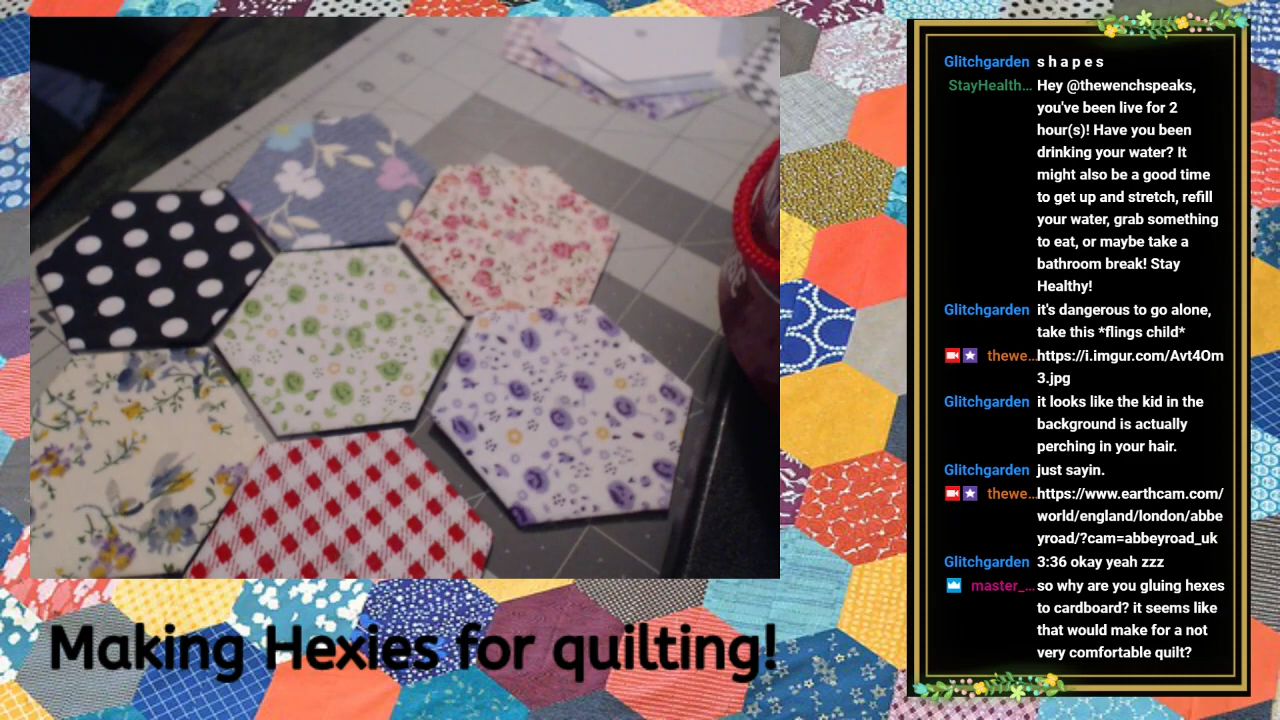 Glitchgarden s h a p e s
StayHealth... Hey @thewenchspeaks,
you've been live for 2
hour(s)! Have you been
drinking your water? It
might also be a good time
to get up and stretch, refill
your water, grab something
to eat, or maybe take a
bathroom break! Stay
Healthy!
Glitchgarden it's dangerous to go alone,
take this *flings child*
thewe... https://i.imgur.com/Avt4Om
3.jpg
Glitchgarden it looks like the kid in the
background is actually
perching in your hair.
Glitchgarden just sayin.
thewe... https://www.earthcam.com/
world/england/london/abbe
yroad/?cam=abbeyroad_uk
Glitchgarden 3:36 okay yeah zzz
master_... so why are you gluing hexes
to cardboard? it seems like
that would make for a not
very comfortable quilt?
Making Hexies for quilting!